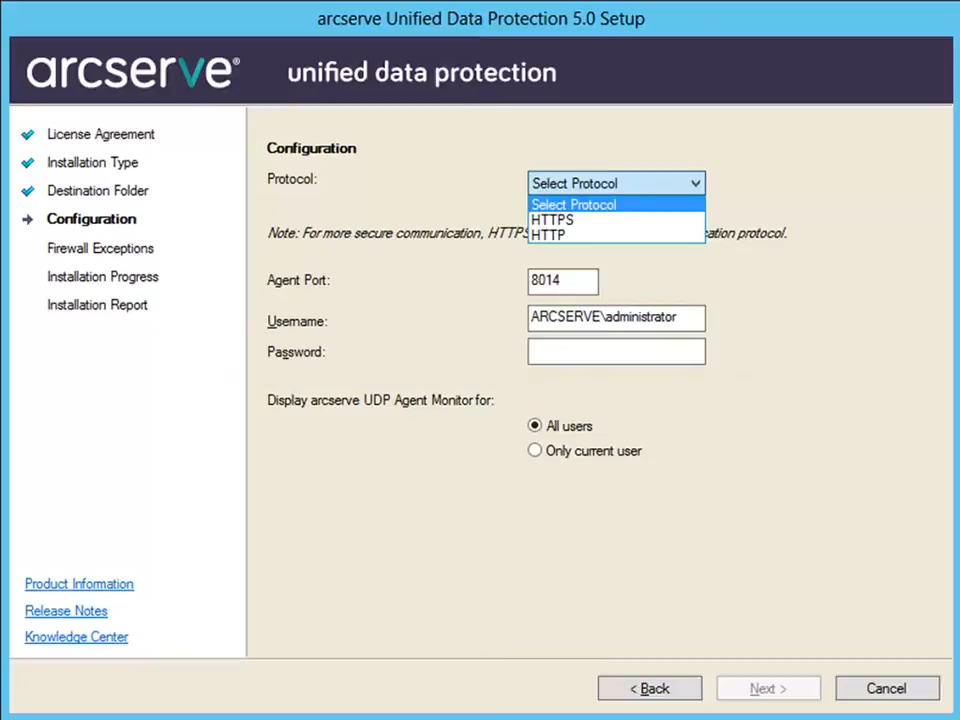 arcserve Unified Data Protection 5.0 Setup
arcserve® unified data protection
License Agreement
Installation Type
Destination Folder
Configuration
Firewall Exceptions
Installation Progress
Installation Report
Product Information
Release Notes
Knowledge Center
Configuration
Protocol:
Select Protocol
Select Protocol
HTTPS
HTTP
Note: For more secure communication, HTTPS
protocol.
Agent Port:
8014
Username:
ARCSERVE\administrator
Password:
Display arcserve UDP Agent Monitor for:
All users
Only current user
< Back
Next >
Cancel